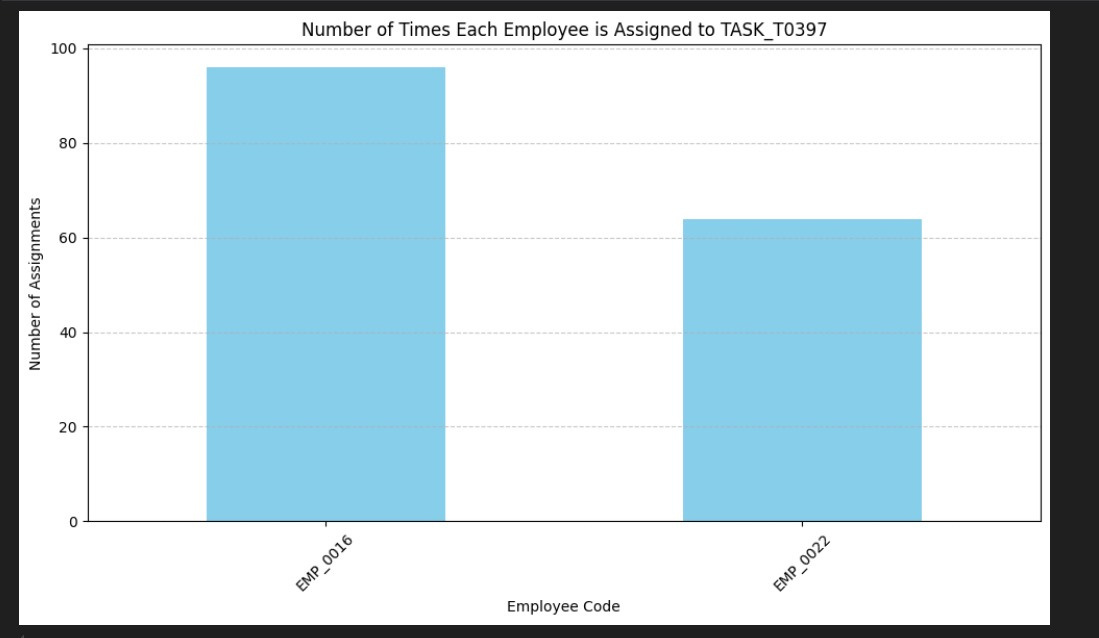 Number of Times Each Employee is Assigned to TASK_T0397
Number of Assignments
100
80
60
40
20
0
EMP_0016
EMP_0022
Employee Code